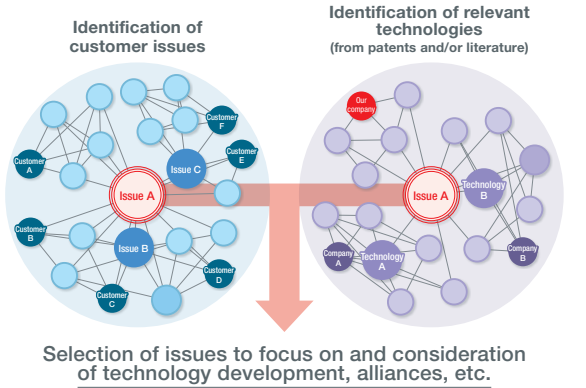 Identification of
customer issues
Identification of relevant
technologies
(from patents and/or literature)
Customer
F
Customer
E
Customer
A
Issue C
Issue A
Customer
B
Issue B
Customer
D
Customer
C
Our
company
Issue A
Technology
B
Company
A
Technology
A
Company
B
Selection of issues to focus on and consideration
of technology development, alliances, etc.